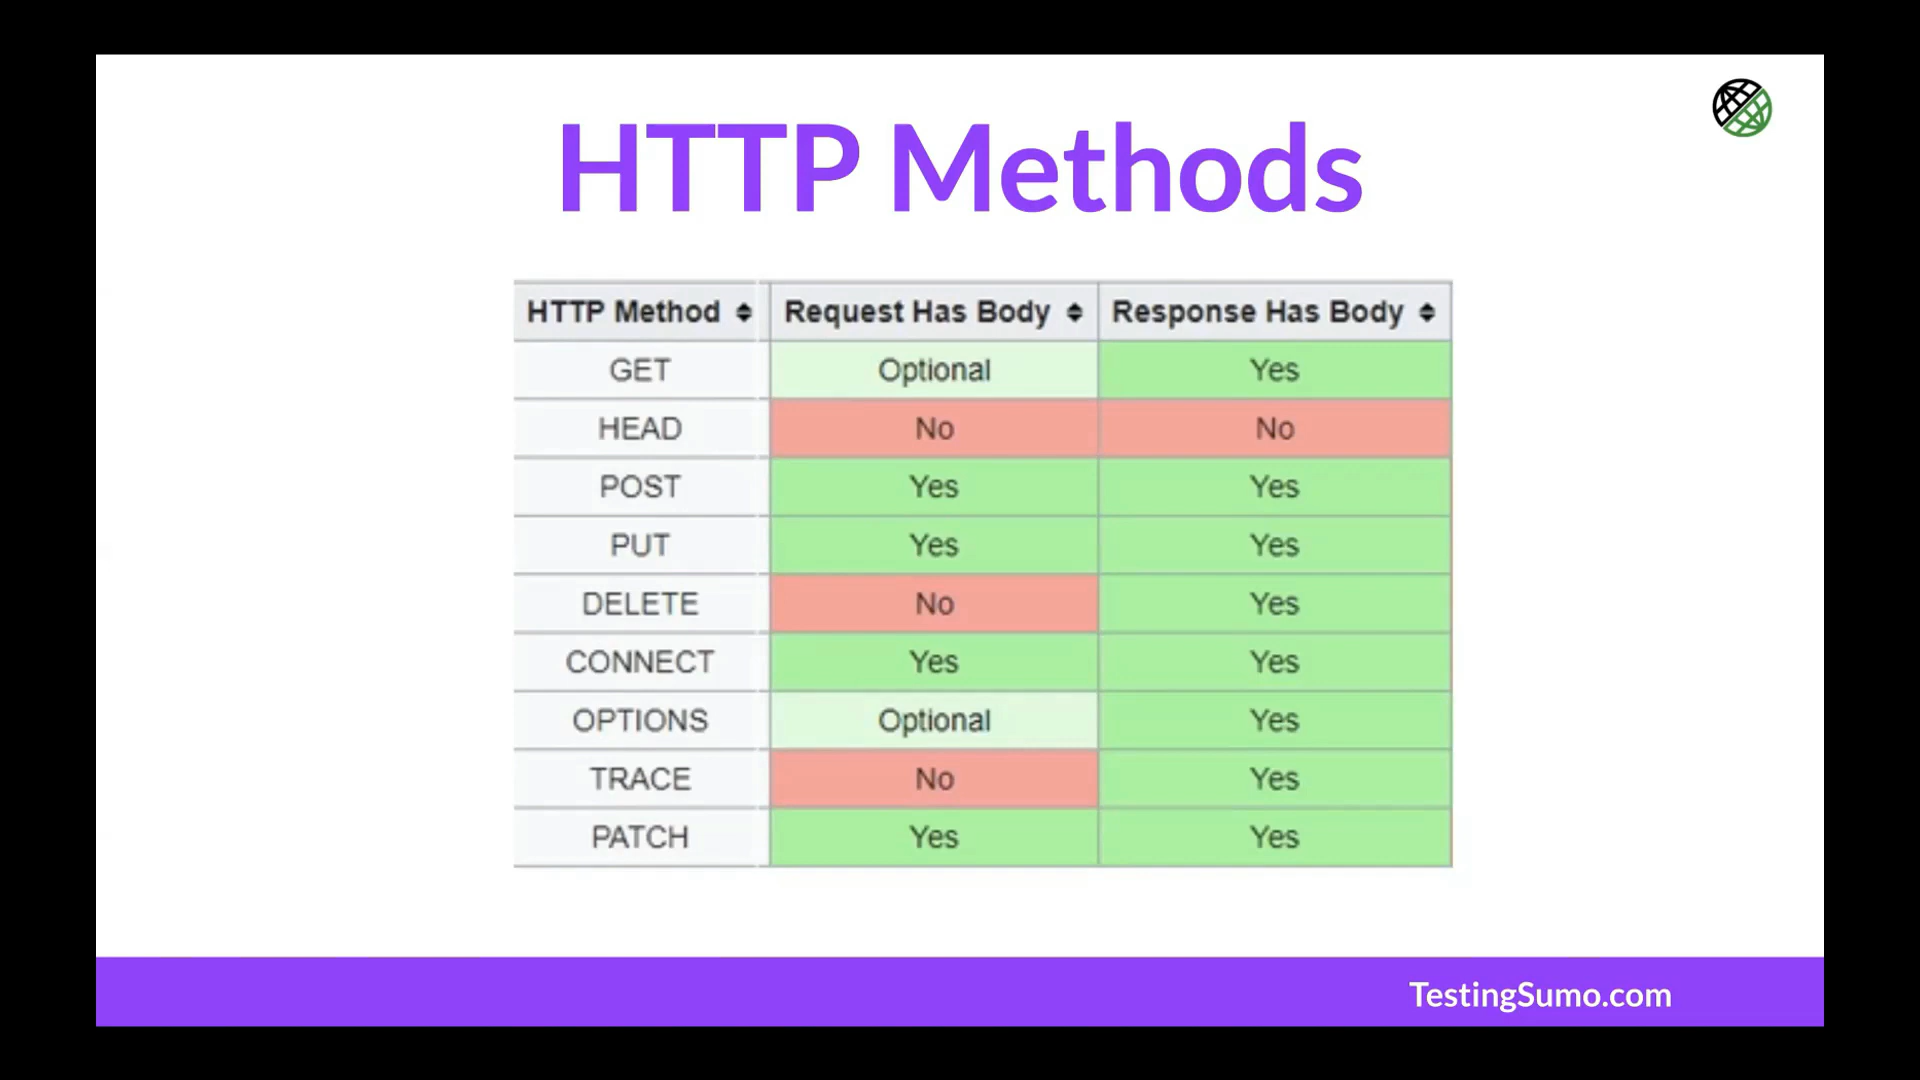 HTTP Methods
HTTP Method Request Has Body Response Has Body
GET Optional Yes
HEAD No No
POST Yes Yes
PUT Yes Yes
DELETE No Yes
CONNECT Yes Yes
OPTIONS Optional Yes
TRACE No Yes
PATCH Yes Yes
TestingSumo.com